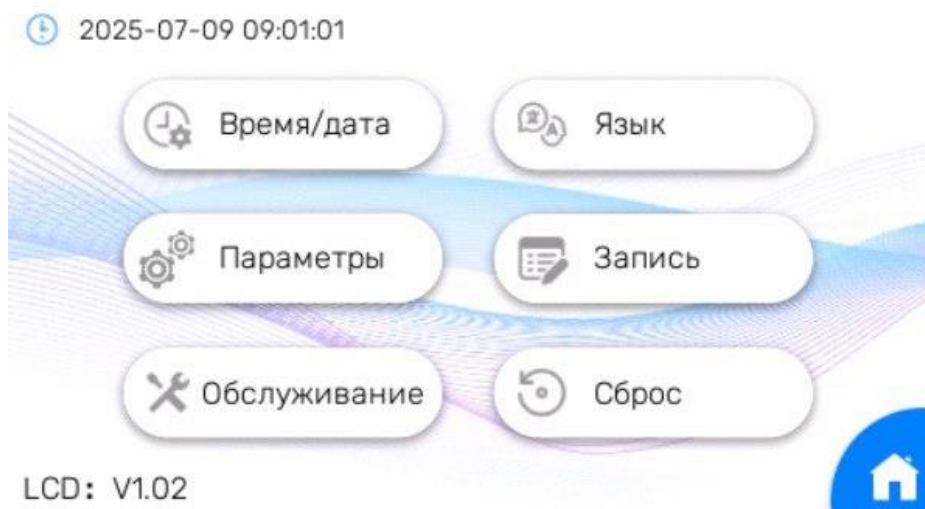 2025-07-09 09:01:01
Время/дата
Язык
Параметры
Запись
Обслуживание
Сброс
LCD: V1.02